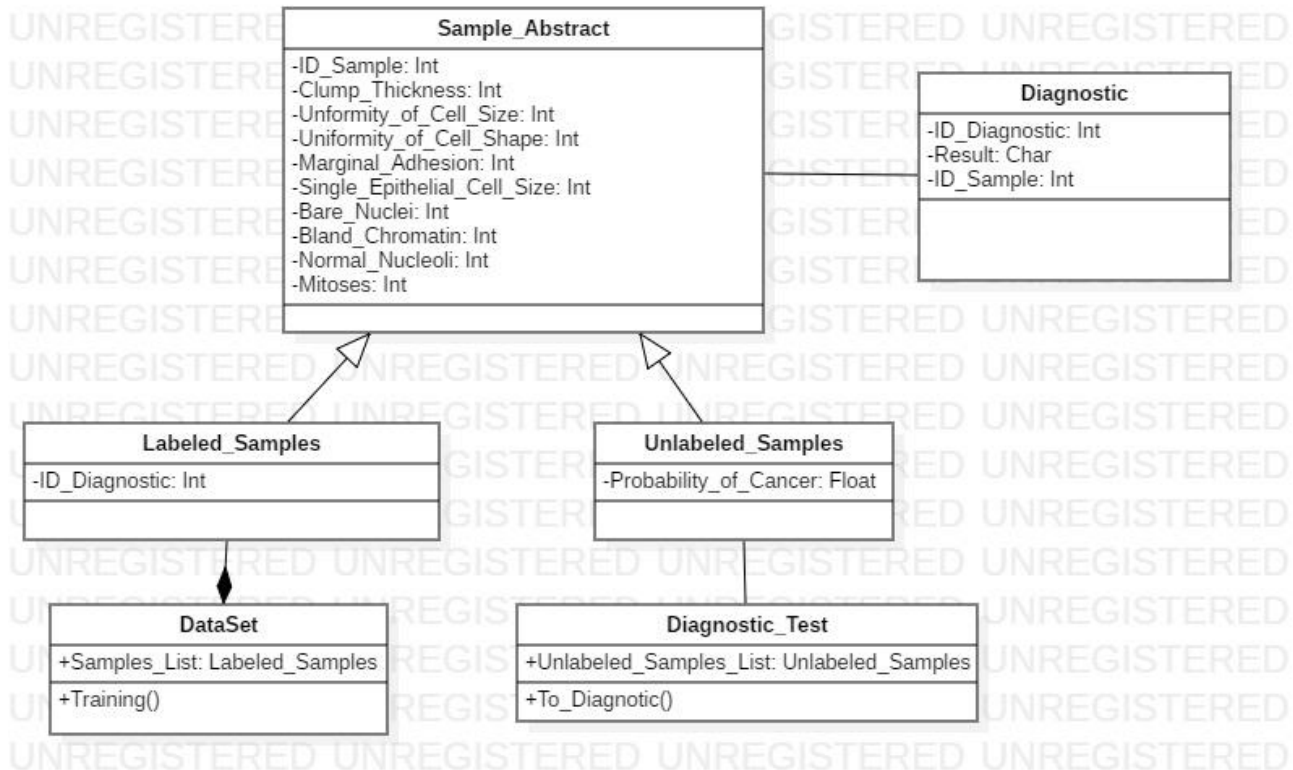 Sample_Abstract
-ID_Sample: Int
-Clump_Thickness: Int
-Unformity_of_Cell_Size: Int
-Uniformity_of_Cell_Shape: Int
-Marginal_Adhesion: Int
-Single_Epithelial_Cell_Size: Int
-Bare_Nuclei: Int
-Bland_Chromatin: Int
-Normal_Nucleoli: Int
-Mitoses: Int
Diagnostic
-ID_Diagnostic: Int
-Result: Char
-ID_Sample: Int
Labeled_Samples
-ID_Diagnostic: Int
Unlabeled_Samples
-Probability_of_Cancer: Float
DataSet
+Samples_List: Labeled_Samples
+Training()
Diagnostic_Test
+Unlabeled_Samples_List: Unlabeled_Samples
+To_Diagnotic()
UNREGISTERED